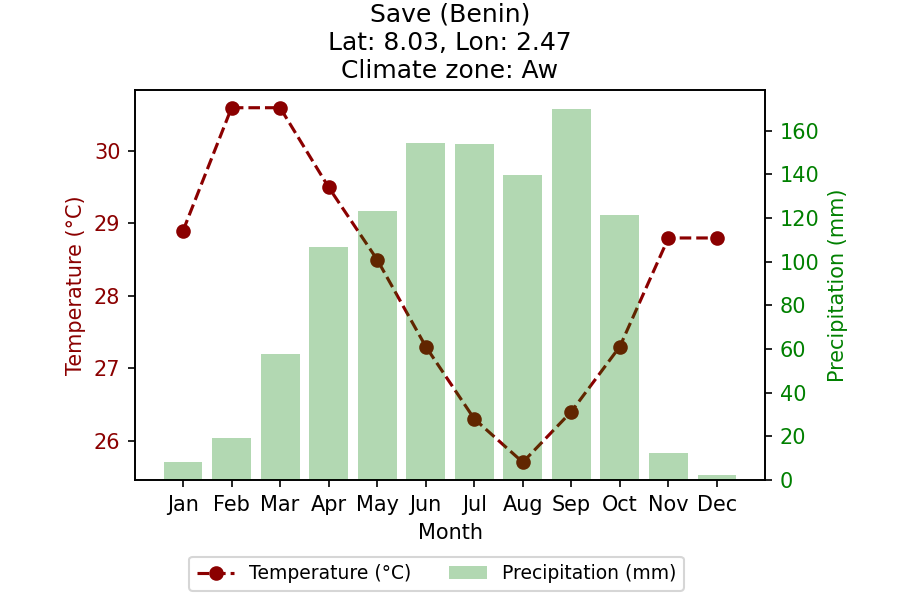 Save (Benin)
Lat: 8.03, Lon: 2.47
Climate zone: Aw
Temperature (°C)
30
29
28
27
26
Precipitation (mm)
160
140
120
100
80
60
40
20
0
Jan Feb Mar Apr May Jun Jul Aug Sep Oct Nov Dec
Month
Temperature (°C) Precipitation (mm)